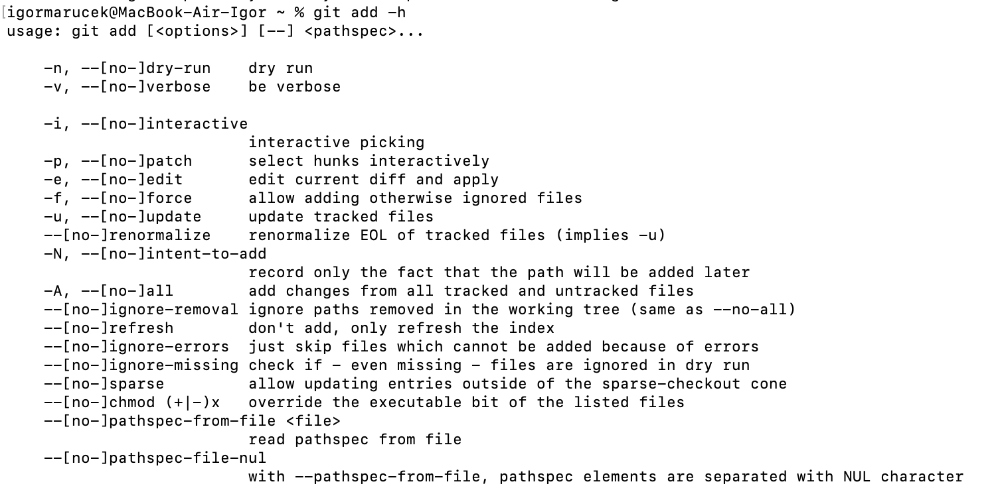 [igormarucek@MacBook-Air-Igor ~ % git add -h
usage: git add [<options>] [--] <pathspec>...

    -n, --[no-]dry-run    dry run
    -v, --[no-]verbose    be verbose

    -i, --[no-]interactive
                          interactive picking
    -p, --[no-]patch      select hunks interactively
    -e, --[no-]edit       edit current diff and apply
    -f, --[no-]force      allow adding otherwise ignored files
    -u, --[no-]update     update tracked files
    --[no-]renormalize    renormalize EOL of tracked files (implies -u)
    -N, --[no-]intent-to-add
                          record only the fact that the path will be added later
    -A, --[no-]all        add changes from all tracked and untracked files
    --[no-]ignore-removal ignore paths removed in the working tree (same as --no-all)
    --[no-]refresh        don't add, only refresh the index
    --[no-]ignore-errors  just skip files which cannot be added because of errors
    --[no-]ignore-missing check if - even missing - files are ignored in dry run
    --[no-]sparse         allow updating entries outside of the sparse-checkout cone
    --[no-]chmod (+|-)x   override the executable bit of the listed files
    --[no-]pathspec-from-file <file>
                          read pathspec from file
    --[no-]pathspec-file-nul
                          with --pathspec-from-file, pathspec elements are separated with NUL character